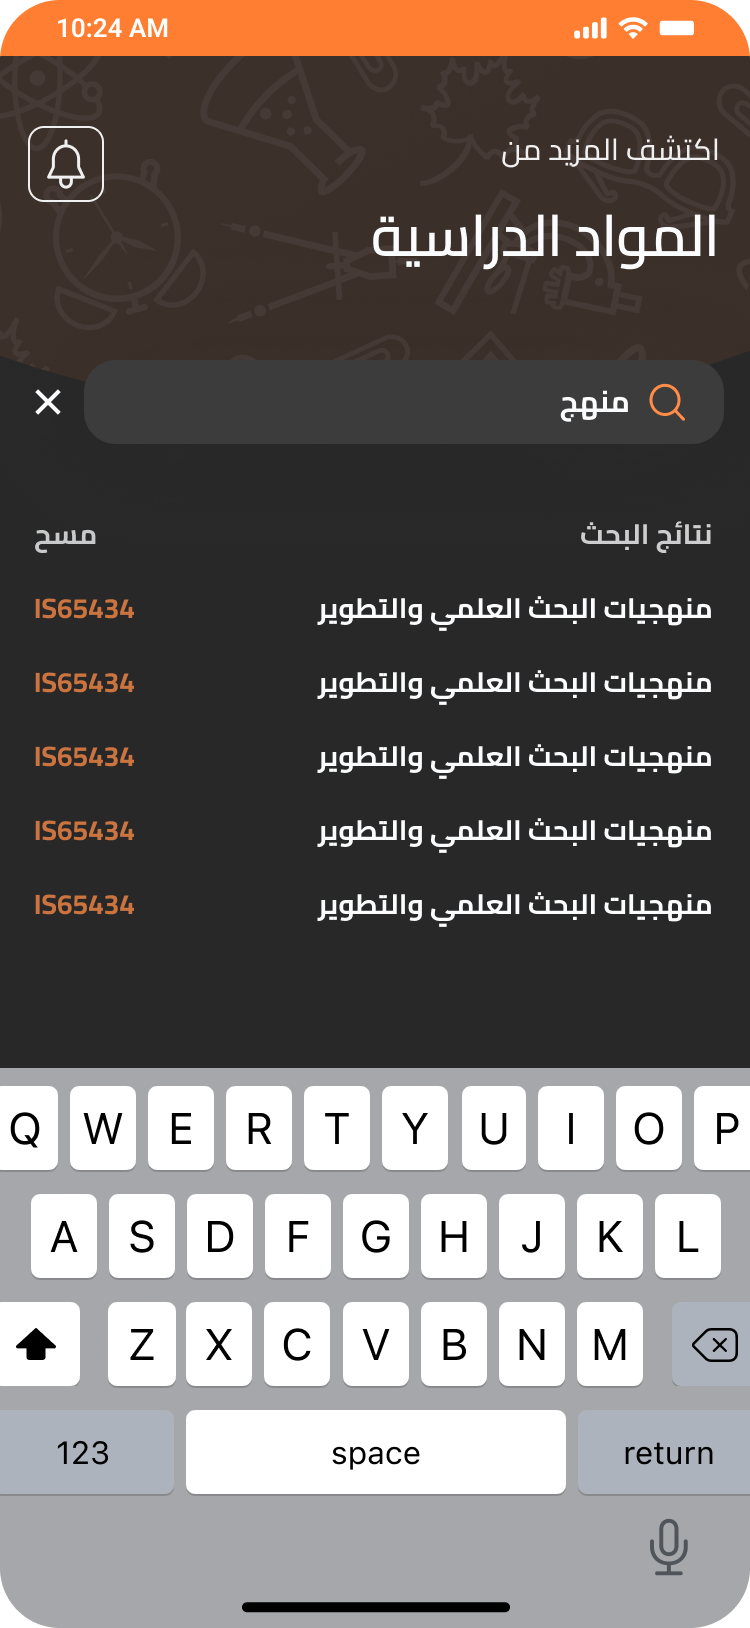 10:24 AM
اكتشف المزيد من
المواد الدراسية
منهج
نتائج البحث مسح
منهجيات البحث العلمي والتطوير IS65434
منهجيات البحث العلمي والتطوير IS65434
منهجيات البحث العلمي والتطوير IS65434
منهجيات البحث العلمي والتطوير IS65434
منهجيات البحث العلمي والتطوير IS65434
Q W E R T Y U I O P
A S D F G H J K L
Z X C V B N M
123 space return